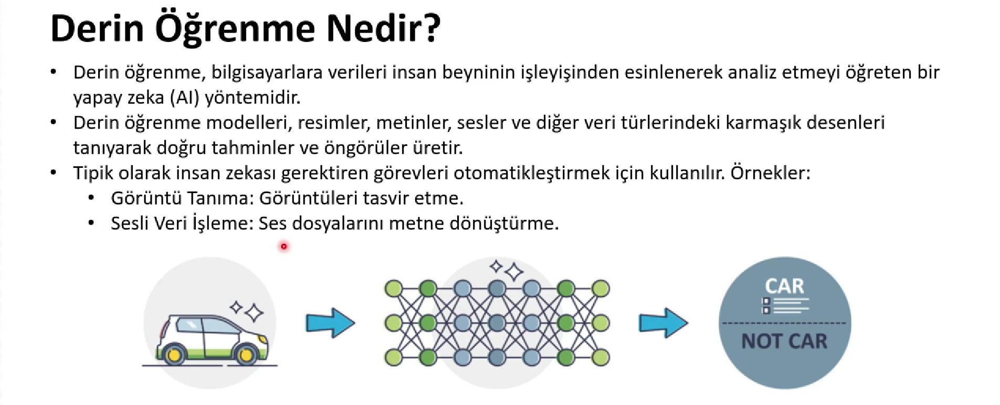 Derin Öğrenme Nedir?
• Derin öğrenme, bilgisayarlara verileri insan beyninin işleyişinden esinlenerek analiz etmeyi öğreten bir
yapay zeka (AI) yöntemidir.
• Derin öğrenme modelleri, resimler, metinler, sesler ve diğer veri türlerindeki karmaşık desenleri
tanıyarak doğru tahminler ve öngörüler üretir.
• Tipik olarak insan zekası gerektiren görevleri otomatikleştirmek için kullanılır. Örnekler:
• Görüntü Tanıma: Görüntüleri tasvir etme.
• Sesli Veri İşleme: Ses dosyalarını metne dönüştürme.
CAR
NOT CAR